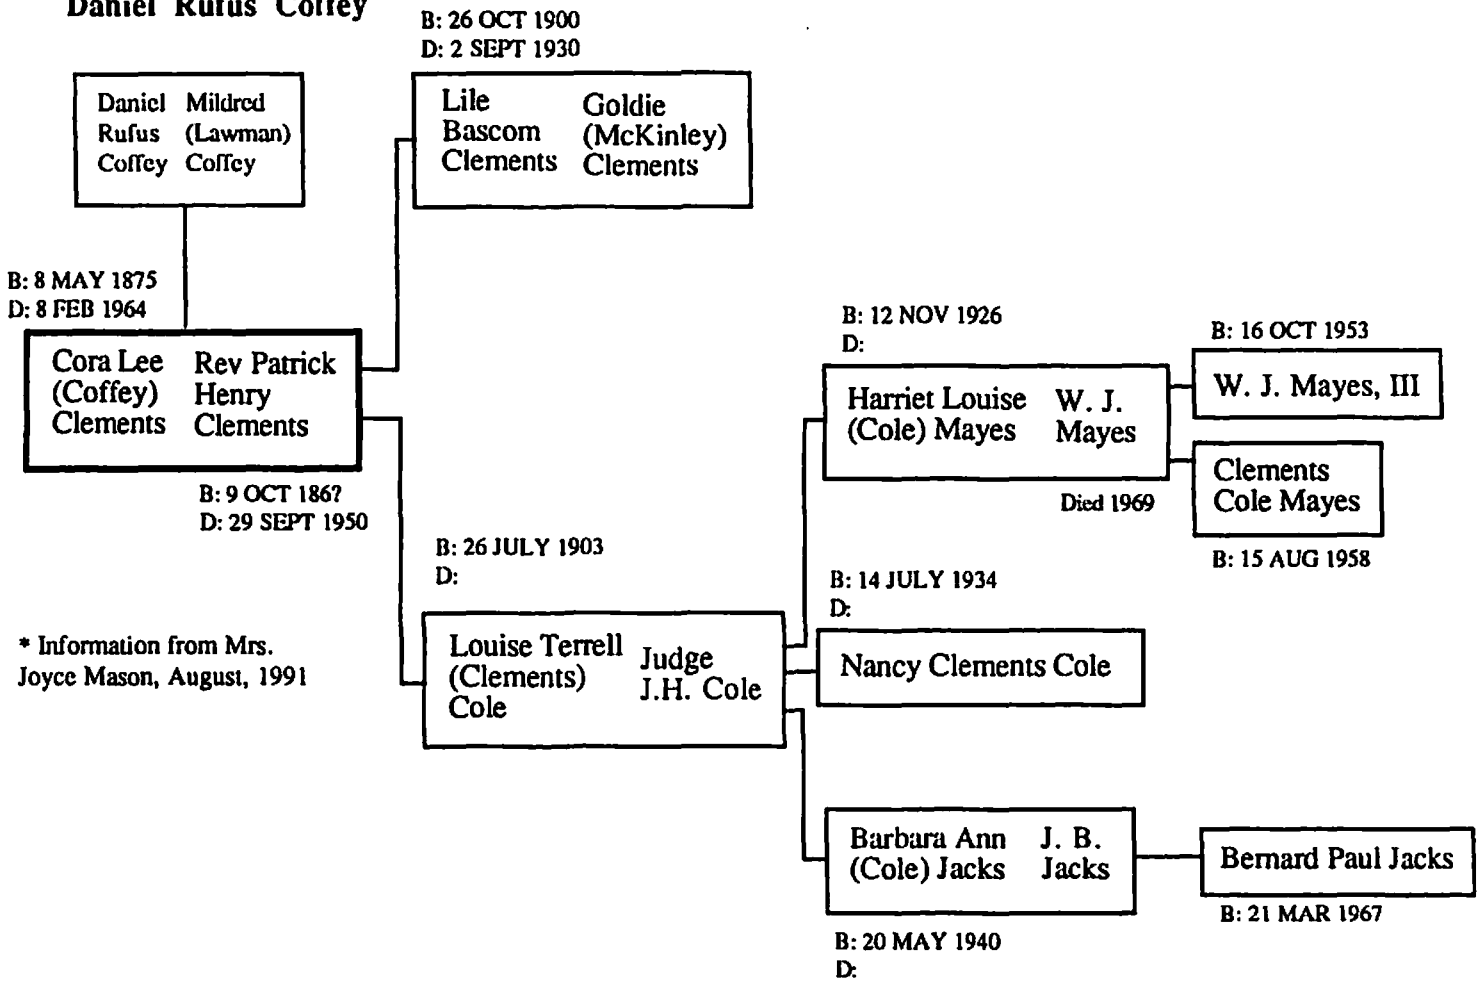 Daniel Rufus Coffey
B: 26 OCT 1900
D: 2 SEPT 1930
Daniel Mildred
Rufus (Lawman)
Coffey Coffey
Lile
Bascom
Clements
Goldie
(McKinley)
Clements
B: 8 MAY 1875
D: 8 FEB 1964
Cora Lee
(Coffey)
Clements
Rev Patrick
Henry
Clements
B: 9 OCT 186?
D: 29 SEPT 1950
B: 26 JULY 1903
D:
Louise Terrell
(Clements)
Cole
Judge
J.H. Cole
B: 12 NOV 1926
D:
Harriet Louise
(Cole) Mayes
W. J.
Mayes
Died 1969
B: 16 OCT 1953
W. J. Mayes, III
Clements
Cole Mayes
B: 15 AUG 1958
B: 14 JULY 1934
D:
Nancy Clements Cole
Barbara Ann
(Cole) Jacks
J. B.
Jacks
B: 20 MAY 1940
D:
Bernard Paul Jacks
B: 21 MAR 1967
* Information from Mrs.
Joyce Mason, August, 1991